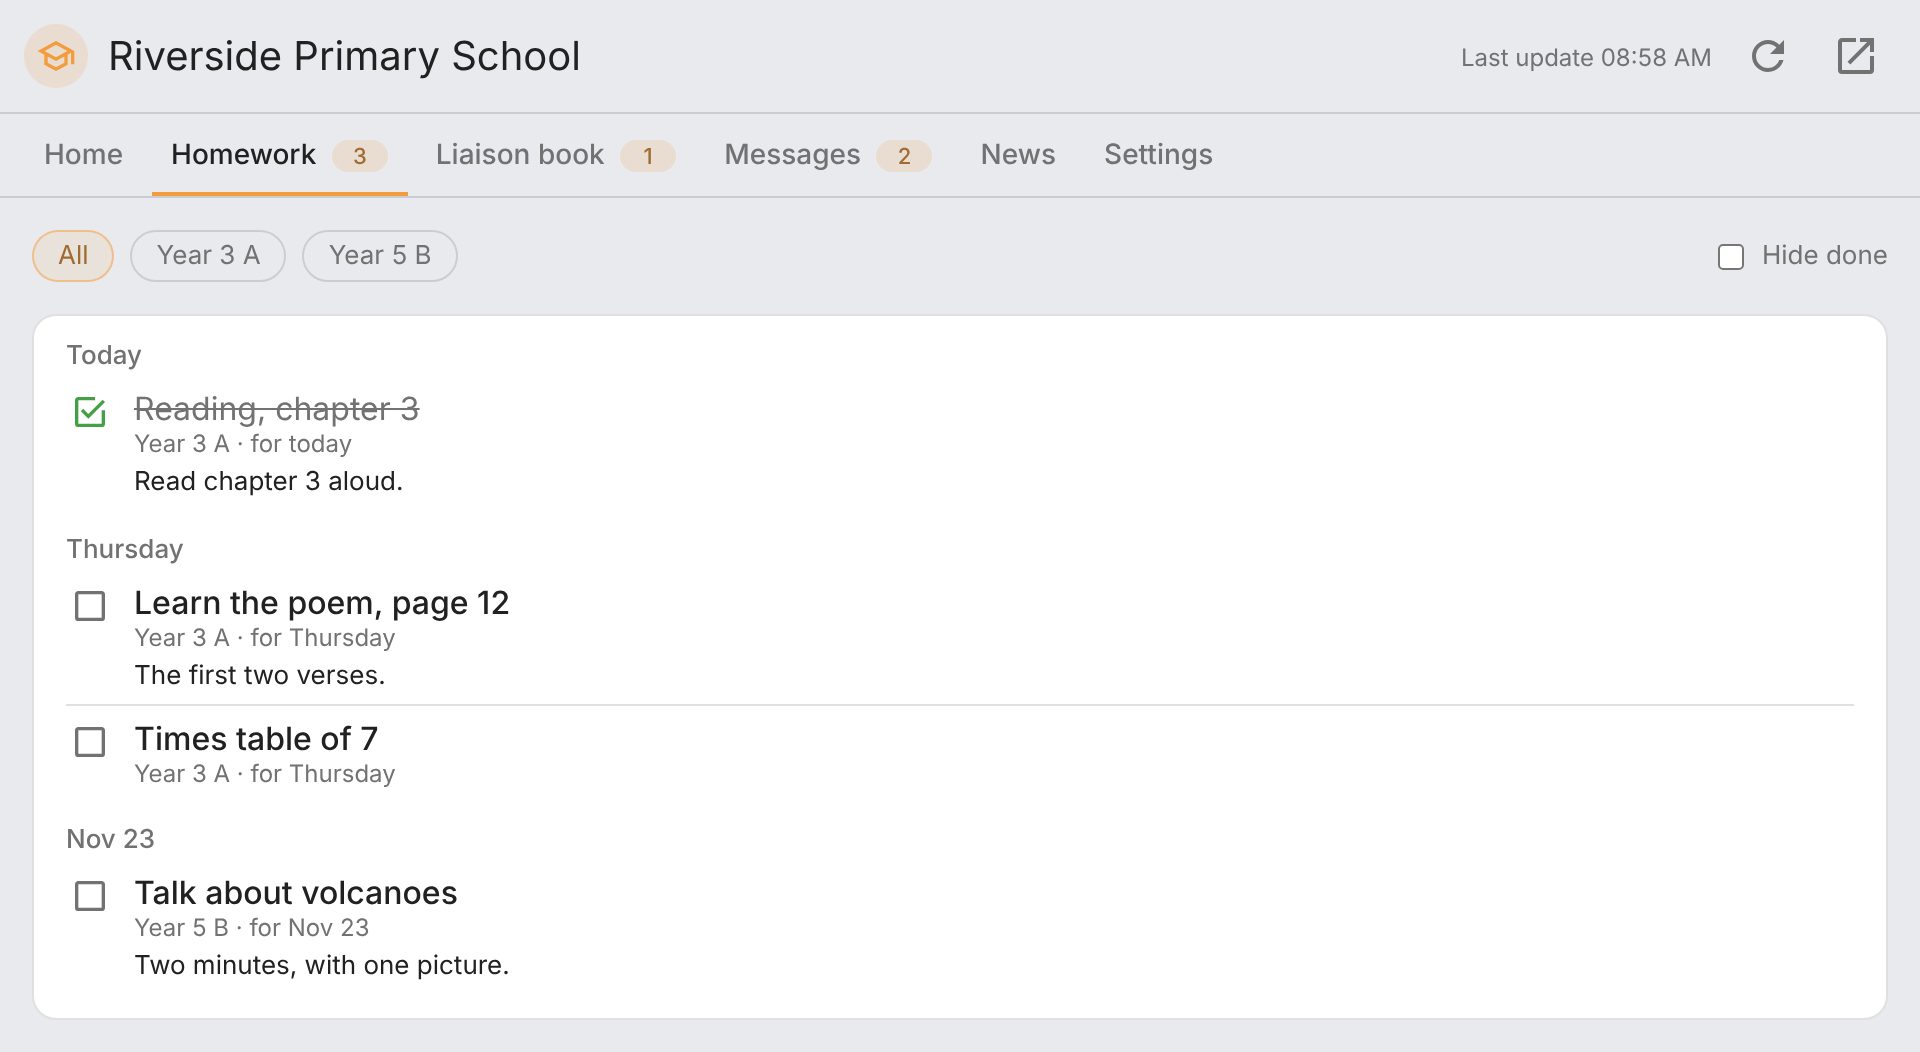 Riverside Primary School
Last update 08:58 AM
Home
Homework 3
Liaison book 1
Messages 2
News
Settings
All
Year 3 A
Year 5 B
Hide done
Today
Reading, chapter 3
Year 3 A · for today
Read chapter 3 aloud.
Thursday
Learn the poem, page 12
Year 3 A · for Thursday
The first two verses.
Times table of 7
Year 3 A · for Thursday
Nov 23
Talk about volcanoes
Year 5 B · for Nov 23
Two minutes, with one picture.